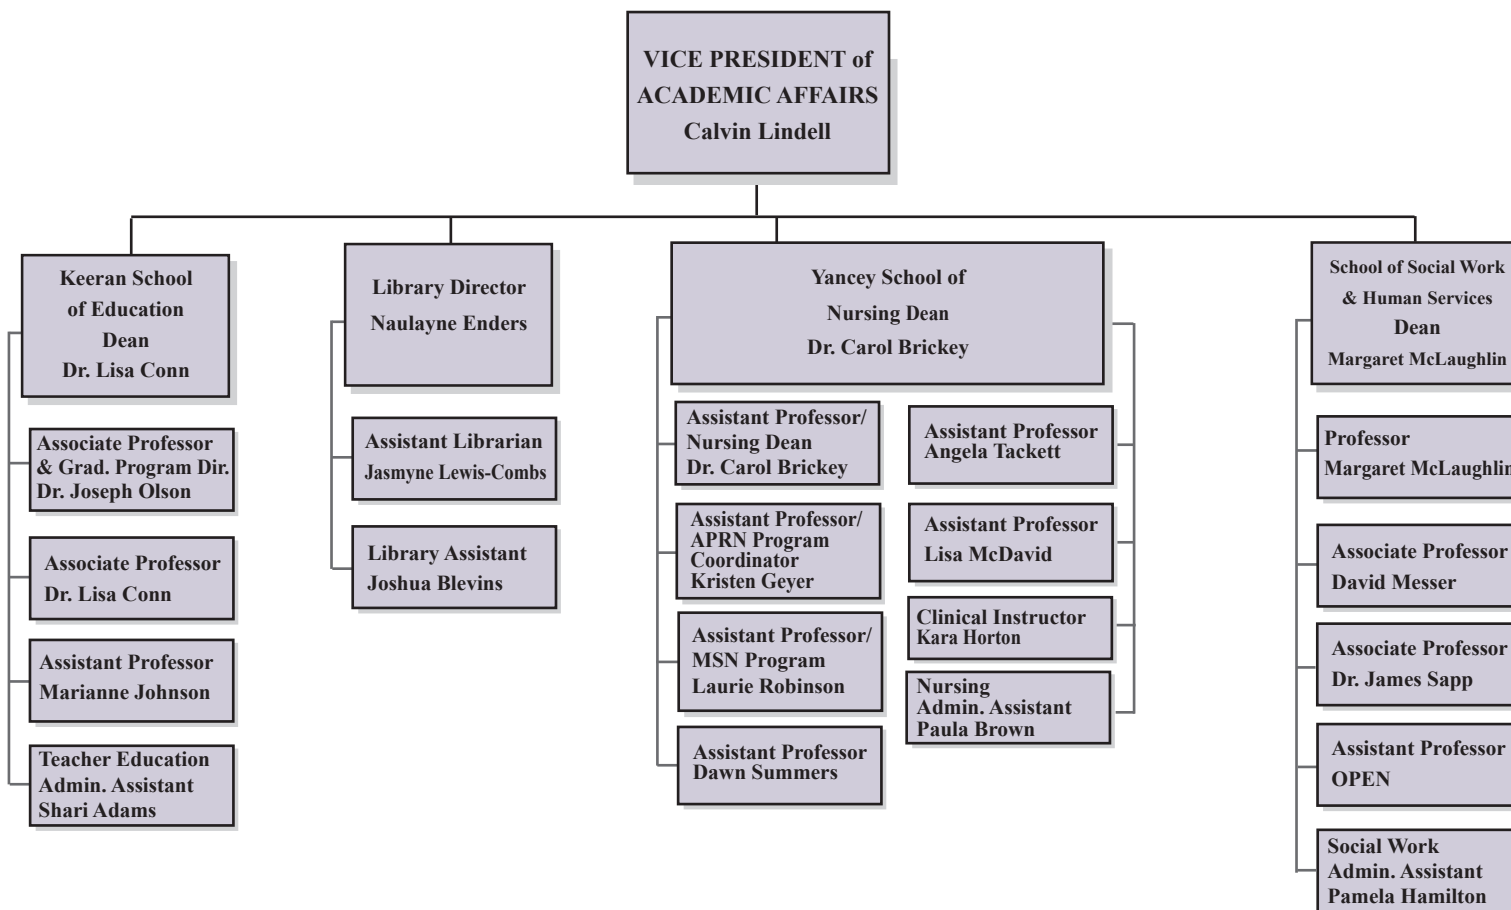 VICE PRESIDENT of
ACADEMIC AFFAIRS
Calvin Lindell
Keeran School
of Education
Dean
Dr. Lisa Conn
Associate Professor
& Grad. Program Dir.
Dr. Joseph Olson
Associate Professor
Dr. Lisa Conn
Assistant Professor
Marianne Johnson
Teacher Education
Admin. Assistant
Shari Adams
Library Director
Naulayne Enders
Assistant Librarian
Jasmyne Lewis-Combs
Library Assistant
Joshua Blevins
Yancey School of
Nursing Dean
Dr. Carol Brickey
Assistant Professor/
Nursing Dean
Dr. Carol Brickey
Assistant Professor/
APRN Program
Coordinator
Kristen Geyer
Assistant Professor/
MSN Program
Laurie Robinson
Assistant Professor
Dawn Summers
Assistant Professor
Angela Tackett
Assistant Professor
Lisa McDavid
Clinical Instructor
Kara Horton
Nursing
Admin. Assistant
Paula Brown
School of Social Work
& Human Services
Dean
Margaret McLaughlin
Professor
Margaret McLaughlin
Associate Professor
David Messer
Associate Professor
Dr. James Sapp
Assistant Professor
OPEN
Social Work
Admin. Assistant
Pamela Hamilton